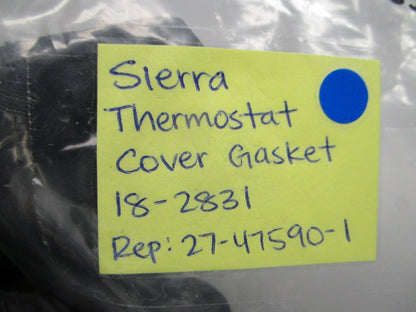 Sierra
Thermostat
Cover Gasket
18-2831
Rep: 27-47590-1